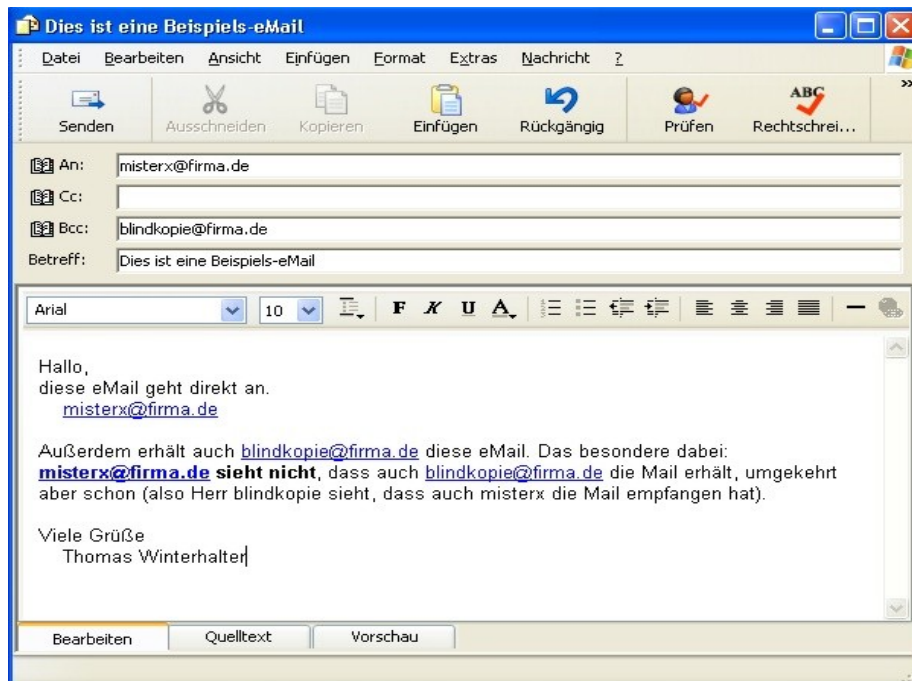 Dies ist eine Beispiels-eMail
Datei Bearbeiten Ansicht Einfügen Format Extras Nachricht ?
Senden Ausschneiden Kopieren Einfügen Rückgängig Prüfen ABC Rechtschrei... »
An: misterx@firma.de
Cc:
Bcc: blindkopie@firma.de
Betreff: Dies ist eine Beispiels-eMail
Arial 10 F K U A
Hallo,
diese eMail geht direkt an.
misterx@firma.de
Außerdem erhält auch blindkopie@firma.de diese eMail. Das besondere dabei:
misterx@firma.de sieht nicht, dass auch blindkopie@firma.de die Mail erhält, umgekehrt
aber schon (also Herr blindkopie sieht, dass auch misterx die Mail empfangen hat).
Viele Grüße
Thomas Winterhalter
Bearbeiten Quelltext Vorschau